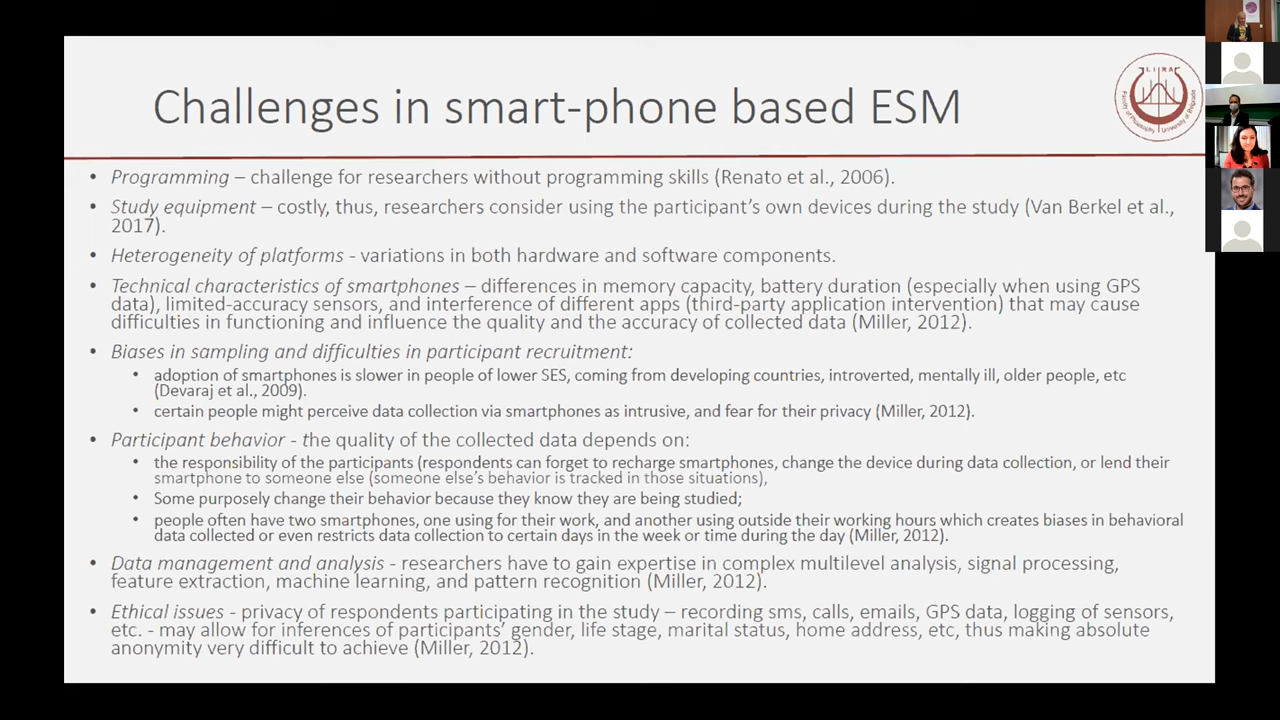 Challenges in smart-phone based ESM
LIRA
Faculty of Philosophy University of Belgrade
• Programming – challenge for researchers without programming skills (Renato et al., 2006).
• Study equipment – costly, thus, researchers consider using the participant's own devices during the study (Van Berkel et al.,
2017).
• Heterogeneity of platforms - variations in both hardware and software components.
• Technical characteristics of smartphones – differences in memory capacity, battery duration (especially when using GPS
data), limited-accuracy sensors, and interference of different apps (third-party application intervention) that may cause
difficulties in functioning and influence the quality and the accuracy of collected data (Miller, 2012).
• Biases in sampling and difficulties in participant recruitment:
• adoption of smartphones is slower in people of lower SES, coming from developing countries, introverted, mentally ill, older people, etc
(Devaraj et al., 2009).
• certain people might perceive data collection via smartphones as intrusive, and fear for their privacy (Miller, 2012).
• Participant behavior - the quality of the collected data depends on:
• the responsibility of the participants (respondents can forget to recharge smartphones, change the device during data collection, or lend their
smartphone to someone else (someone else's behavior is tracked in those situations),
• Some purposely change their behavior because they know they are being studied;
• people often have two smartphones, one using for their work, and another using outside their working hours which creates biases in behavioral
data collected or even restricts data collection to certain days in the week or time during the day (Miller, 2012).
• Data management and analysis - researchers have to gain expertise in complex multilevel analysis, signal processing,
feature extraction, machine learning, and pattern recognition (Miller, 2012).
• Ethical issues - privacy of respondents participating in the study – recording sms, calls, emails, GPS data, logging of sensors,
etc. - may allow for inferences of participants' gender, life stage, marital status, home address, etc, thus making absolute
anonymity very difficult to achieve (Miller, 2012).